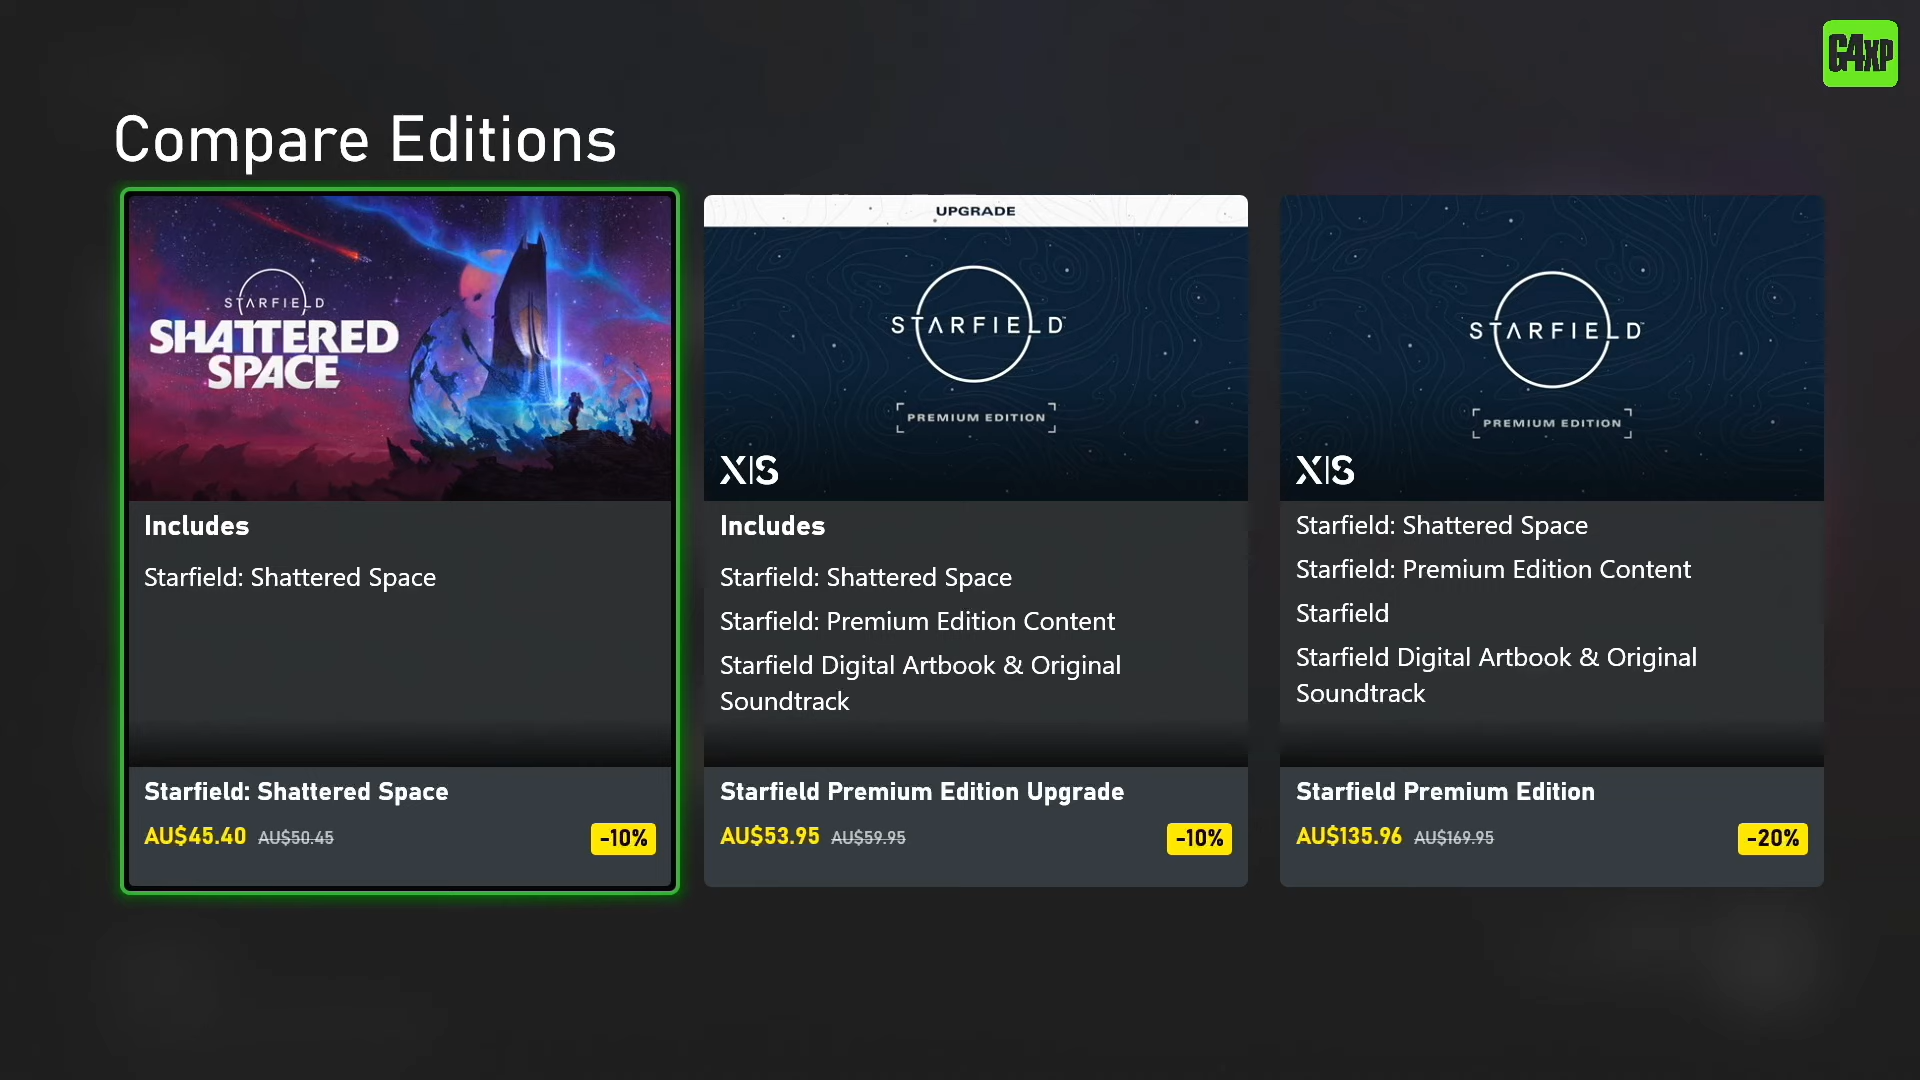 G4XP
Compare Editions
STARFIELD
SHATTERED
SPACE
Includes
Starfield: Shattered Space
Starfield: Shattered Space
AU$45.40 AU$50.45 -10%
UPGRADE
STARFIELD
PREMIUM EDITION
X|S
Includes
Starfield: Shattered Space
Starfield: Premium Edition Content
Starfield Digital Artbook & Original
Soundtrack
Starfield Premium Edition Upgrade
AU$53.95 AU$59.95 -10%
STARFIELD
PREMIUM EDITION
X|S
Starfield: Shattered Space
Starfield: Premium Edition Content
Starfield
Starfield Digital Artbook & Original
Soundtrack
Starfield Premium Edition
AU$135.96 AU$169.95 -20%